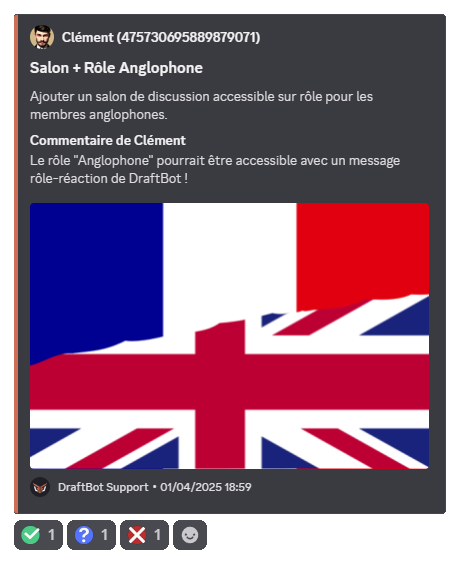 Clément (475730695889879071)
Salon + Rôle Anglophone
Ajouter un salon de discussion accessible sur rôle pour les
membres anglophones.
Commentaire de Clément
Le rôle "Anglophone" pourrait être accessible avec un message
rôle-réaction de DraftBot !
DraftBot Support • 01/04/2025 18:59
1 ? 1 1